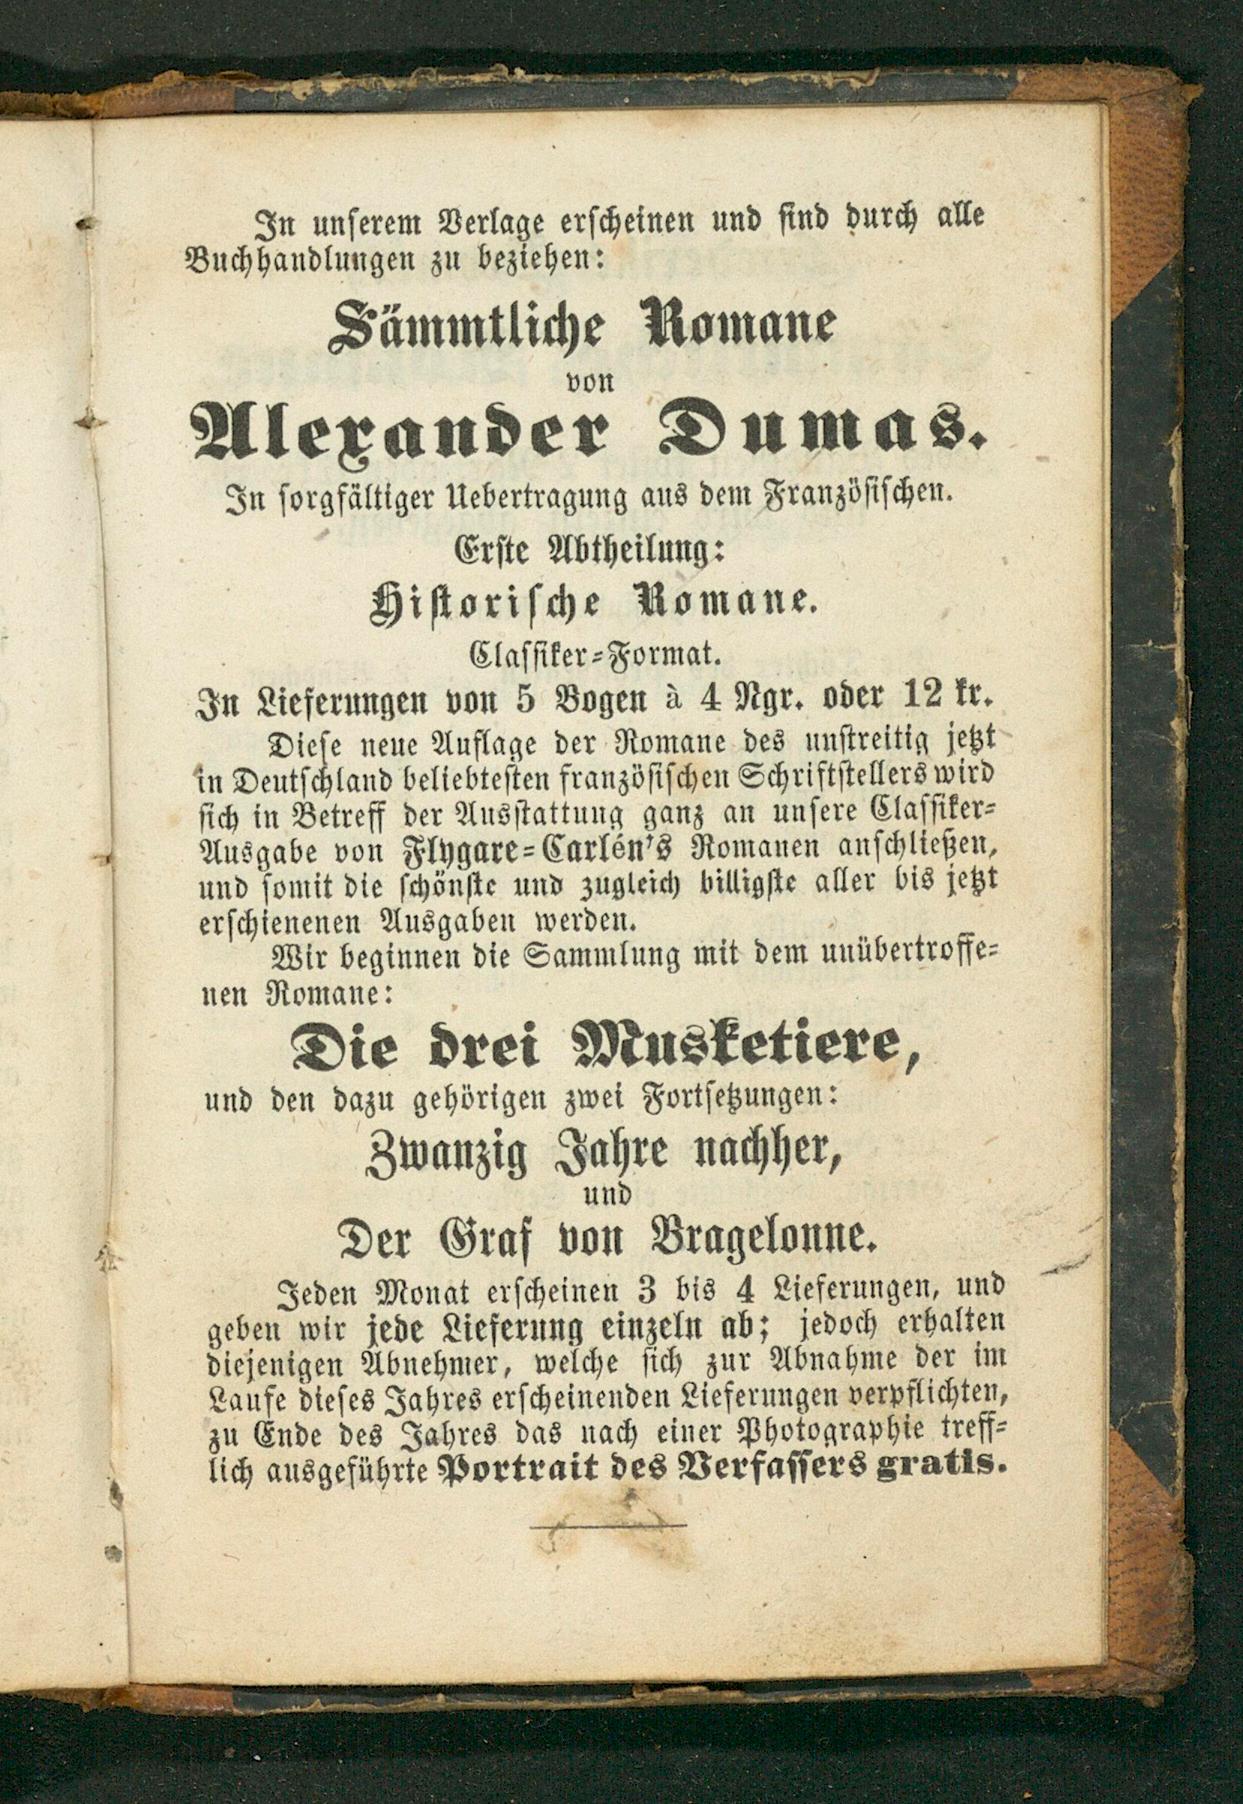 In unserem Verlage erscheinen und sind durch alle
Buchhandlungen zu beziehen:
Sämmtliche Romane
von
Alexander Dumas.
In sorgfältiger Uebertragung aus dem Französischen.
Erste Abtheilung:
Historische Romane.
Classiker-Format.
In Lieferungen von 5 Bogen à 4 Ngr. oder 12 kr.
Diese neue Auflage der Romane des unstreitig jetzt
in Deutschland beliebtesten französischen Schriftstellers wird
sich in Betreff der Ausstattung ganz an unsere Classiker-
Ausgabe von Flygare-Carlén's Romanen anschließen,
und somit die schönste und zugleich billigste aller bis jetzt
erschienenen Ausgaben werden.
Wir beginnen die Sammlung mit dem unübertroffe-
nen Romane:
Die drei Musketiere,
und den dazu gehörigen zwei Fortsetzungen:
Zwanzig Jahre nachher,
und
Der Graf von Bragelonne.
Jeden Monat erscheinen 3 bis 4 Lieferungen, und
geben wir jede Lieferung einzeln ab; jedoch erhalten
diejenigen Abnehmer, welche sich zur Abnahme der im
Laufe dieses Jahres erscheinenden Lieferungen verpflichten,
zu Ende des Jahres das nach einer Photographie treff-
lich ausgeführte Portrait des Verfassers gratis.